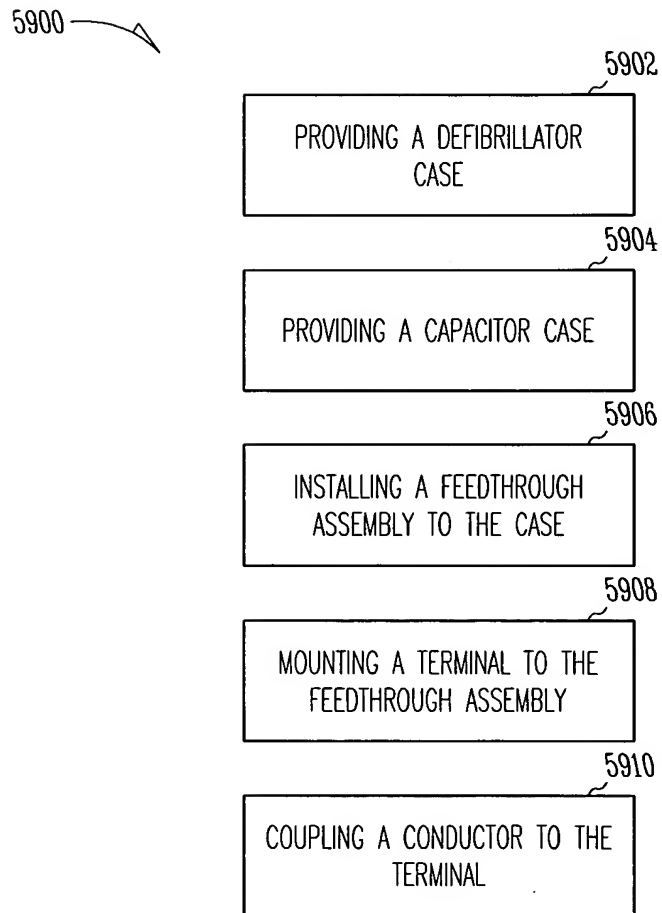 5900
5902
PROVIDING A DEFIBRILLATOR
CASE
5904
PROVIDING A CAPACITOR CASE
5906
INSTALLING A FEEDTHROUGH
ASSEMBLY TO THE CASE
5908
MOUNTING A TERMINAL TO THE
FEEDTHROUGH ASSEMBLY
5910
COUPLING A CONDUCTOR TO THE
TERMINAL